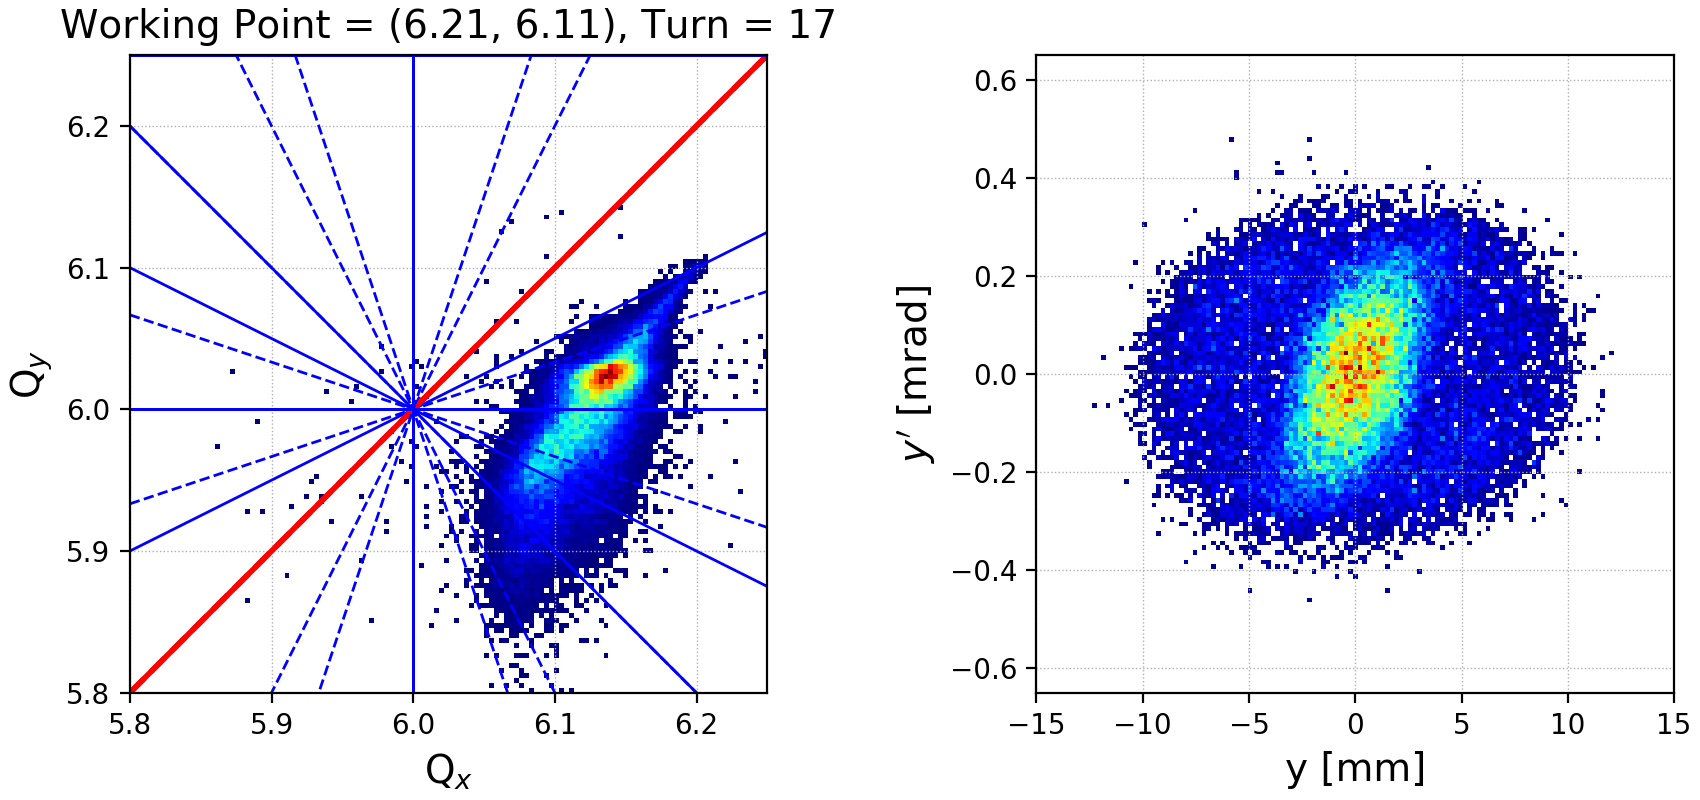 Working Point = (6.21, 6.11), Turn = 17
6.2
6.1
6.0
5.9
5.8
Q_y
5.8 5.9 6.0 6.1 6.2
Q_x
0.6
0.4
0.2
0.0
−0.2
−0.4
−0.6
y′ [mrad]
−15 −10 −5 0 5 10 15
y [mm]